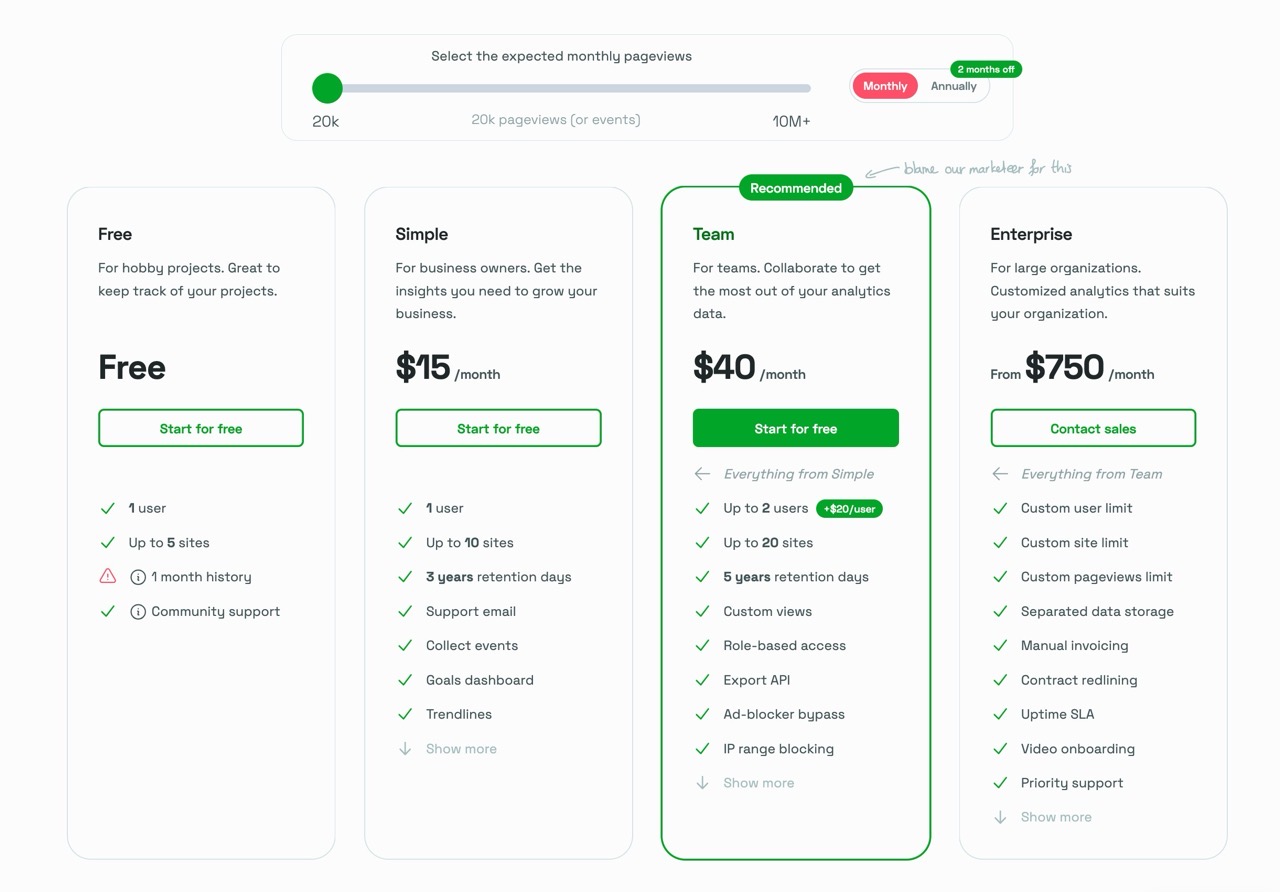 Select the expected monthly pageviews
2 months off
Monthly Annually
20k 20k pageviews (or events) 10M+
blame our marketeer for this
Recommended
Free
For hobby projects. Great to
keep track of your projects.
Free
Start for free
1 user
Up to 5 sites
1 month history
Community support
Simple
For business owners. Get the
insights you need to grow your
business.
$15 /month
Start for free
1 user
Up to 10 sites
3 years retention days
Support email
Collect events
Goals dashboard
Trendlines
Show more
Team
For teams. Collaborate to get
the most out of your analytics
data.
$40 /month
Start for free
Everything from Simple
Up to 2 users +$20/user
Up to 20 sites
5 years retention days
Custom views
Role-based access
Export API
Ad-blocker bypass
IP range blocking
Show more
Enterprise
For large organizations.
Customized analytics that suits
your organization.
From $750 /month
Contact sales
Everything from Team
Custom user limit
Custom site limit
Custom pageviews limit
Separated data storage
Manual invoicing
Contract redlining
Uptime SLA
Video onboarding
Priority support
Show more